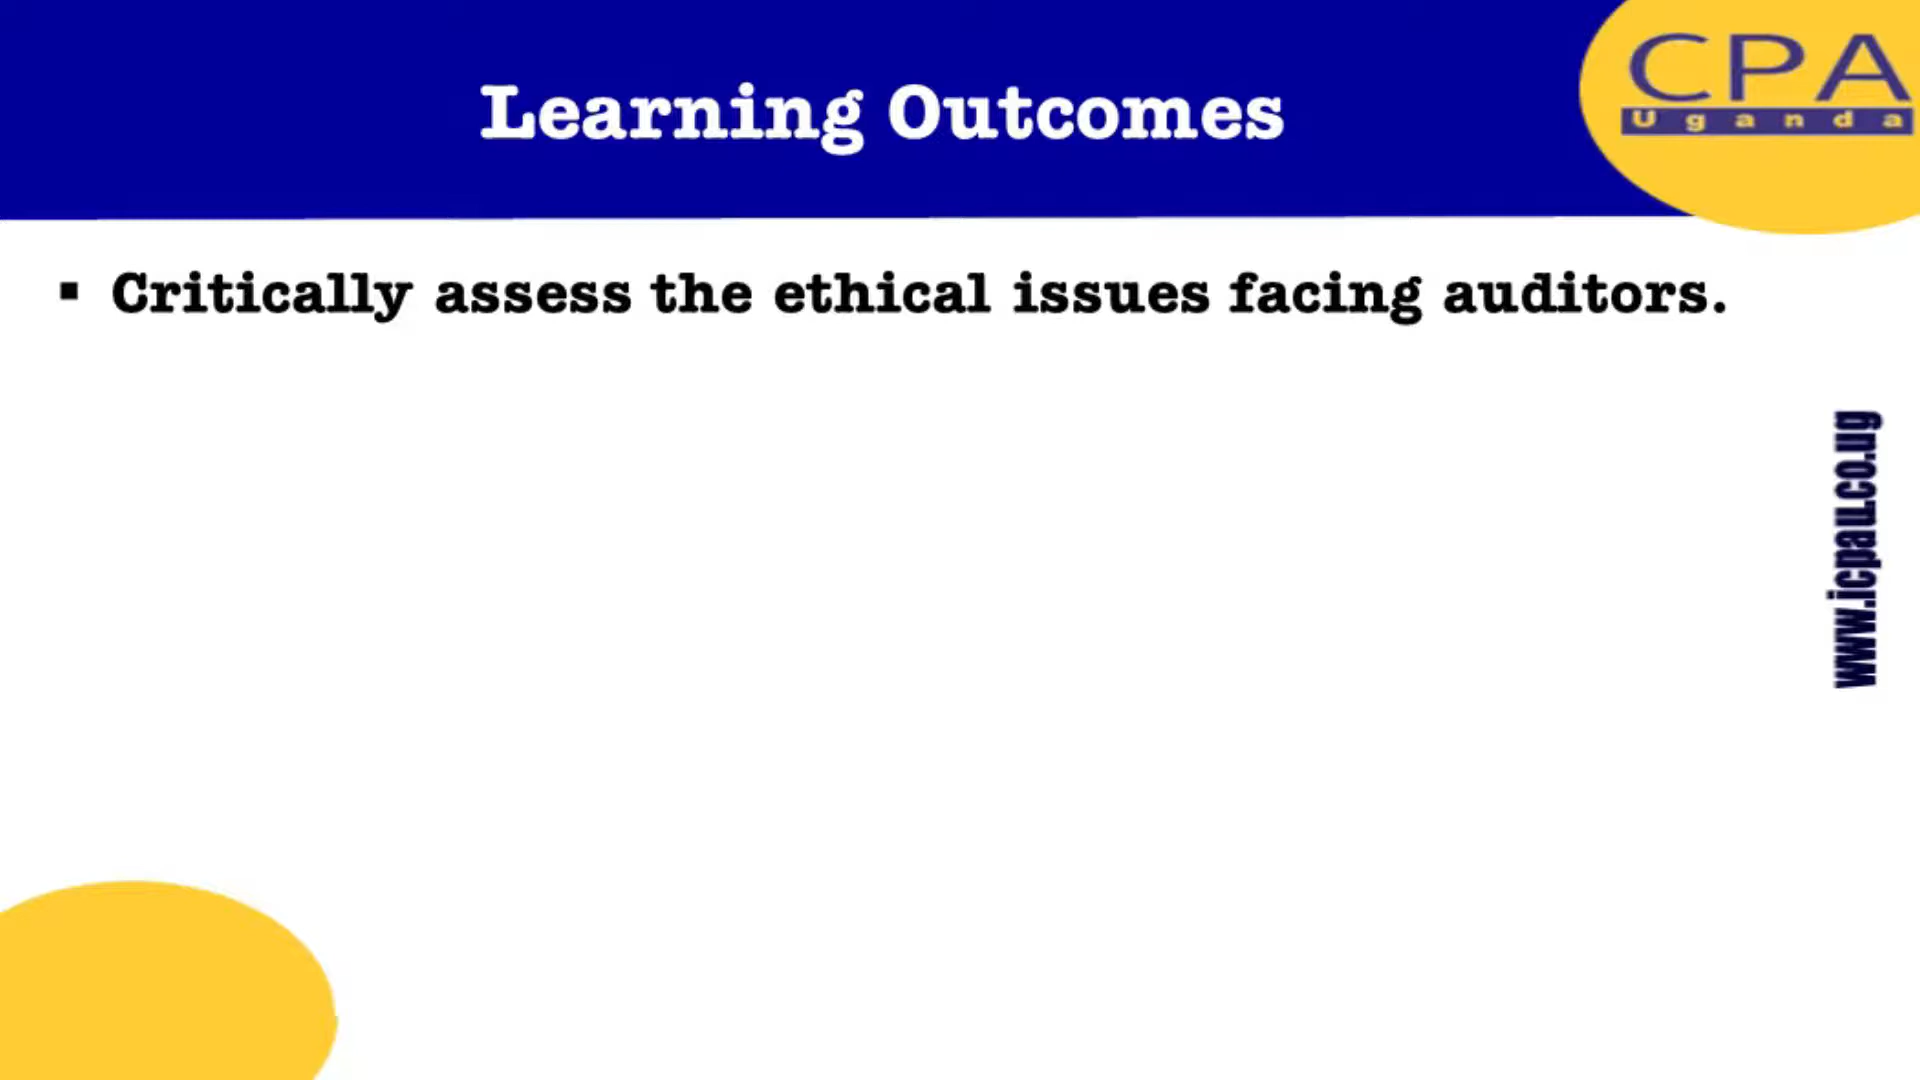 CPA
Uganda
Learning Outcomes
▪ Critically assess the ethical issues facing auditors.
www.icpau.co.ug